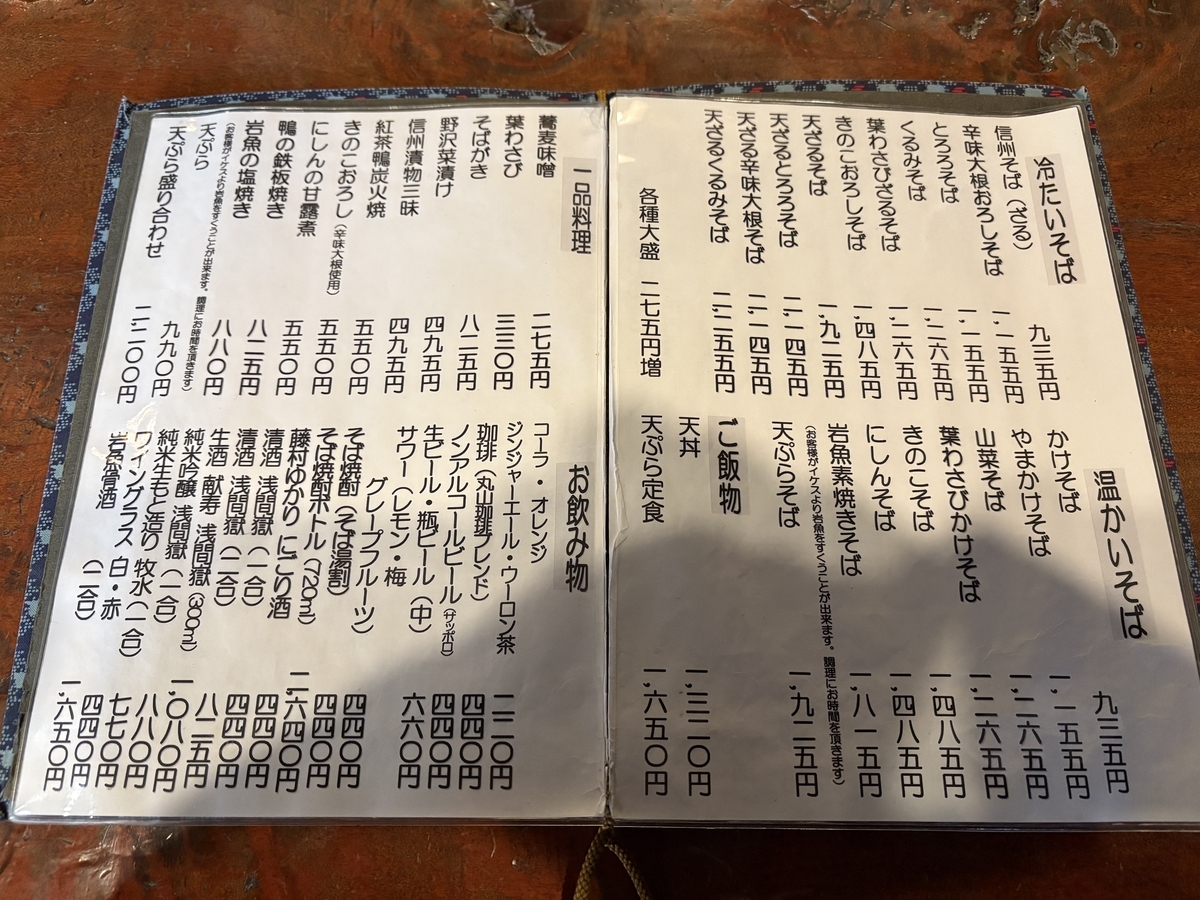 冷たいそば
信州そば（ざる） 九三五円
辛味大根おろしそば 一、一五五円
とろろそば 一、一五五円
くるみそば 一、二六五円
葉わさびざるそば 一、二六五円
きのこおろしそば 一、四八五円
天ざるそば 一、九二五円
天ざるとろろそば 二、一四五円
天ざる辛味大根そば 二、一四五円
天ざるくるみそば 二、二五五円
各種大盛 二七五円増
温かいそば
かけそば 九三五円
やまかけそば 一、一五五円
山菜そば 一、二六五円
葉わさびかけそば 一、二六五円
きのこそば 一、四八五円
にしんそば 一、四八五円
岩魚素焼きそば 一、八一五円
（お客様がイケスより岩魚をすくうことが出来ます。調理にお時間を頂きます）
天ぷらそば 一、九二五円
ご飯物
天丼 一、三二〇円
天ぷら定食 一、六五〇円
一品料理
蕎麦味噌 二七五円
葉わさび 三三〇円
そばがき 八二五円
野沢菜漬け 四九五円
信州漬物三昧 四九五円
紅茶鴨炭火焼 五五〇円
きのこおろし（辛味大根使用） 五五〇円
にしんの甘露煮 五五〇円
鴨の鉄板焼き 八二五円
岩魚の塩焼き 八八〇円
（お客様がイケスより岩魚をすくうことが出来ます。調理にお時間を頂きます）
天ぷら 九九〇円
天ぷら盛り合わせ 二、二〇〇円
お飲み物
コーラ・オレンジ
ジンジャーエール・ウーロン茶 二二〇円
珈琲（丸山珈琲ブレンド） 四四〇円
ノンアルコールビール（サッポロ） 四四〇円
生ビール・瓶ビール（中） 六六〇円
サワー（レモン・梅
グレープフルーツ） 四四〇円
そば焼酎（そば湯割） 四四〇円
そば焼酎ボトル（720ml） 二、六四〇円
藤村ゆかり にごり酒 四四〇円
清酒 浅間嶽（一合） 四四〇円
清酒 浅間嶽（二合） 八二五円
生酒 献寿 浅間嶽（300ml） 一、〇八〇円
純米吟醸 浅間嶽（一合） 八八〇円
純米生もと造り 牧水（一合） 七七〇円
ワイングラス 白・赤 四四〇円
岩魚骨酒（二合） 一、六五〇円